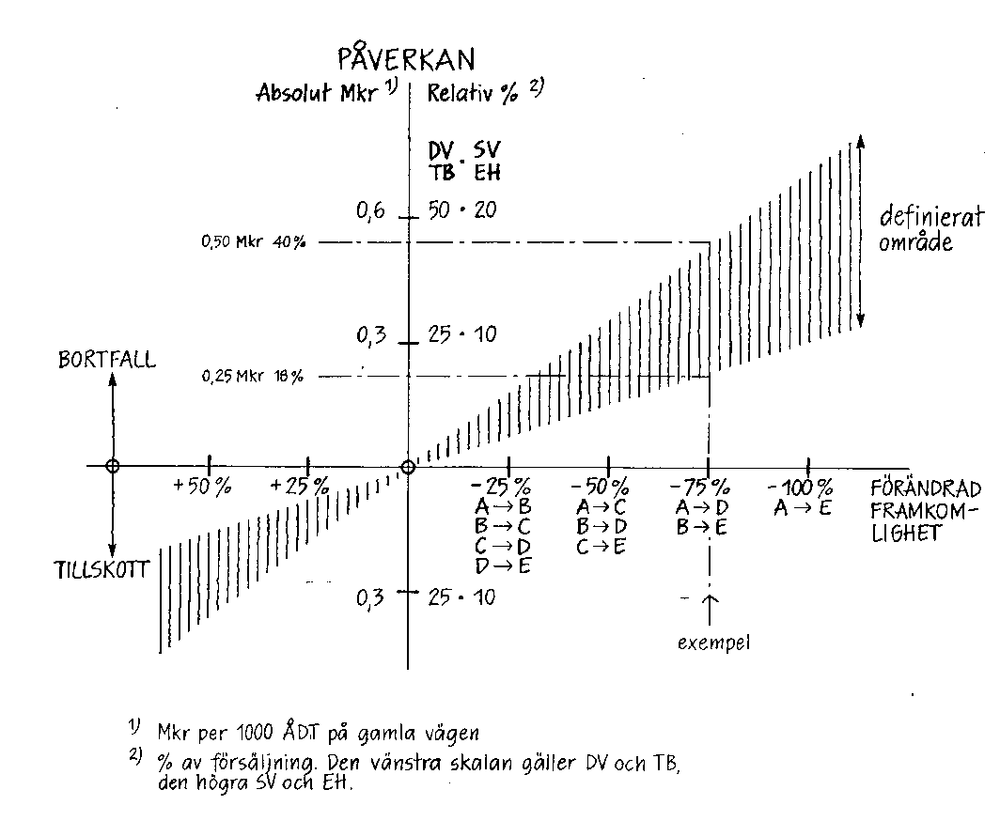 PÅVERKAN
Absolut Mkr 1) Relativ % 2)
DV · SV
TB EH
0,6 50 · 20
0,50 Mkr 40%
definierat
område
0,3 25 · 10
BORTFALL
0,25 Mkr 18%
+50% +25% -25% -50% -75% -100% FÖRÄNDRAD
A→B A→C A→D A→E FRAMKOM-
B→C B→D B→E LIGHET
C→D C→E
D→E
TILLSKOTT
0,3 25 · 10
exempel
1) Mkr per 1000 ÅDT på gamla vägen
2) % av försäljning. Den vänstra skalan gäller DV och TB,
den högra SV och EH.